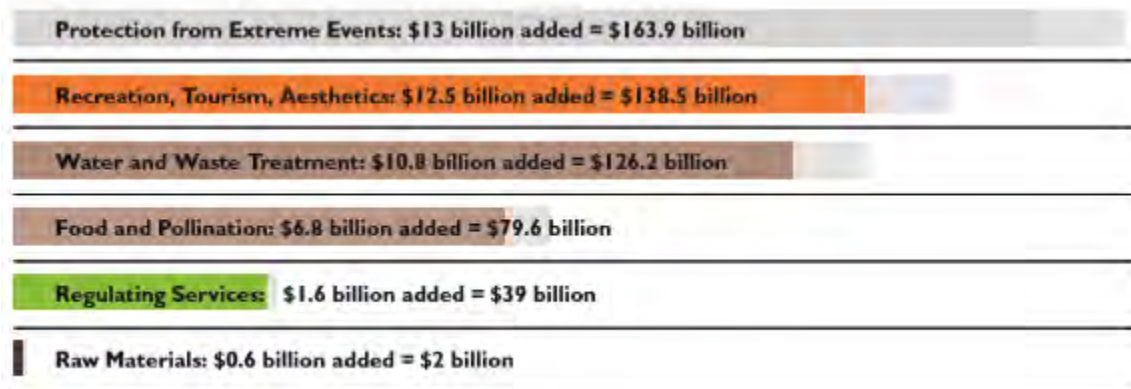 Protection from Extreme Events: $13 billion added = $163.9 billion
Recreation, Tourism, Aesthetics: $12.5 billion added = $138.5 billion
Water and Waste Treatment: $10.8 billion added = $126.2 billion
Food and Pollination: $6.8 billion added = $79.6 billion
Regulating Services: $1.6 billion added = $39 billion
Raw Materials: $0.6 billion added = $2 billion